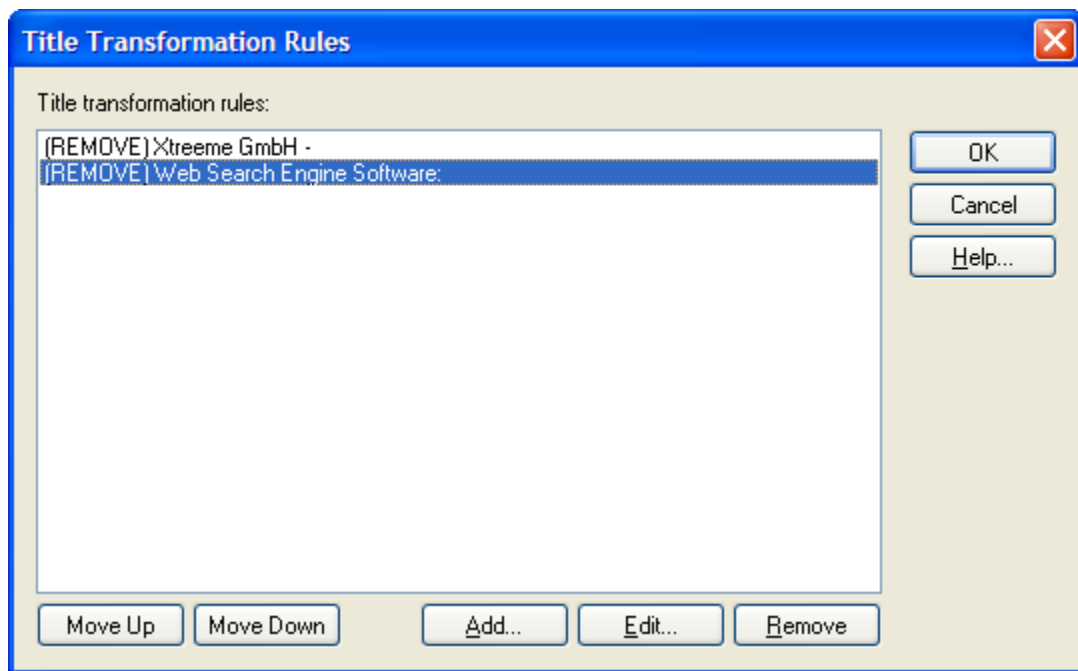 Title Transformation Rules
Title transformation rules:
(REMOVE) Xtreeme GmbH -
(REMOVE) Web Search Engine Software:
OK
Cancel
Help...
Move Up Move Down Add... Edit... Remove